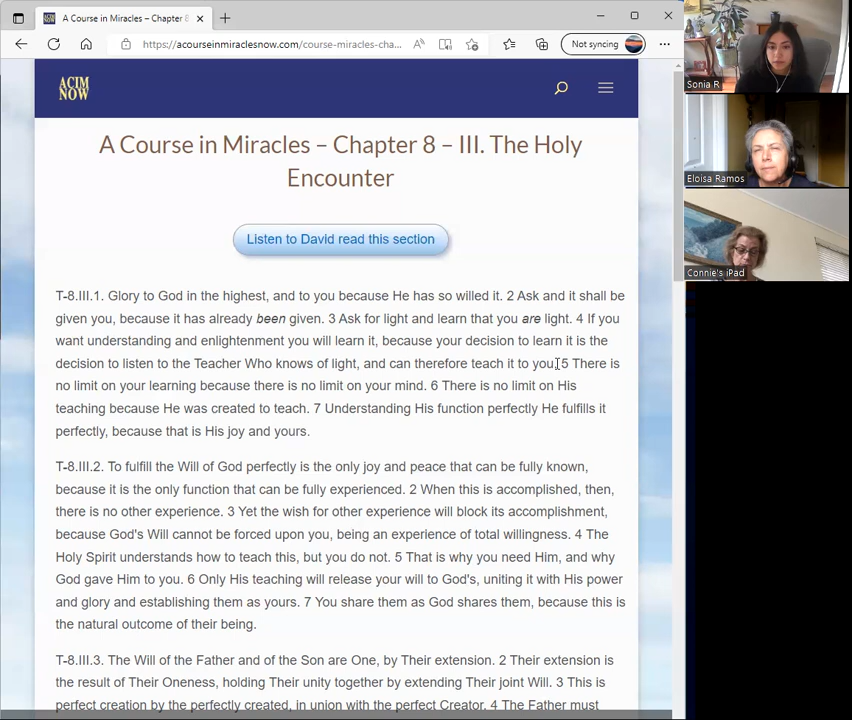 A Course in Miracles – Chapter 8
https://acourseinmiraclesnow.com/course-miracles-cha...
Not syncing
ACIM
NOW
A Course in Miracles – Chapter 8 – III. The Holy
Encounter
Listen to David read this section
T-8.III.1. Glory to God in the highest, and to you because He has so willed it. 2 Ask and it shall be
given you, because it has already been given. 3 Ask for light and learn that you are light. 4 If you
want understanding and enlightenment you will learn it, because your decision to learn it is the
decision to listen to the Teacher Who knows of light, and can therefore teach it to you. 5 There is
no limit on your learning because there is no limit on your mind. 6 There is no limit on His
teaching because He was created to teach. 7 Understanding His function perfectly He fulfills it
perfectly, because that is His joy and yours.
T-8.III.2. To fulfill the Will of God perfectly is the only joy and peace that can be fully known,
because it is the only function that can be fully experienced. 2 When this is accomplished, then,
there is no other experience. 3 Yet the wish for other experience will block its accomplishment,
because God's Will cannot be forced upon you, being an experience of total willingness. 4 The
Holy Spirit understands how to teach this, but you do not. 5 That is why you need Him, and why
God gave Him to you. 6 Only His teaching will release your will to God's, uniting it with His power
and glory and establishing them as yours. 7 You share them as God shares them, because this is
the natural outcome of their being.
T-8.III.3. The Will of the Father and of the Son are One, by Their extension. 2 Their extension is
the result of Their Oneness, holding Their unity together by extending Their joint Will. 3 This is
perfect creation by the perfectly created, in union with the perfect Creator. 4 The Father must
Sonia R
Eloisa Ramos
Connie's iPad